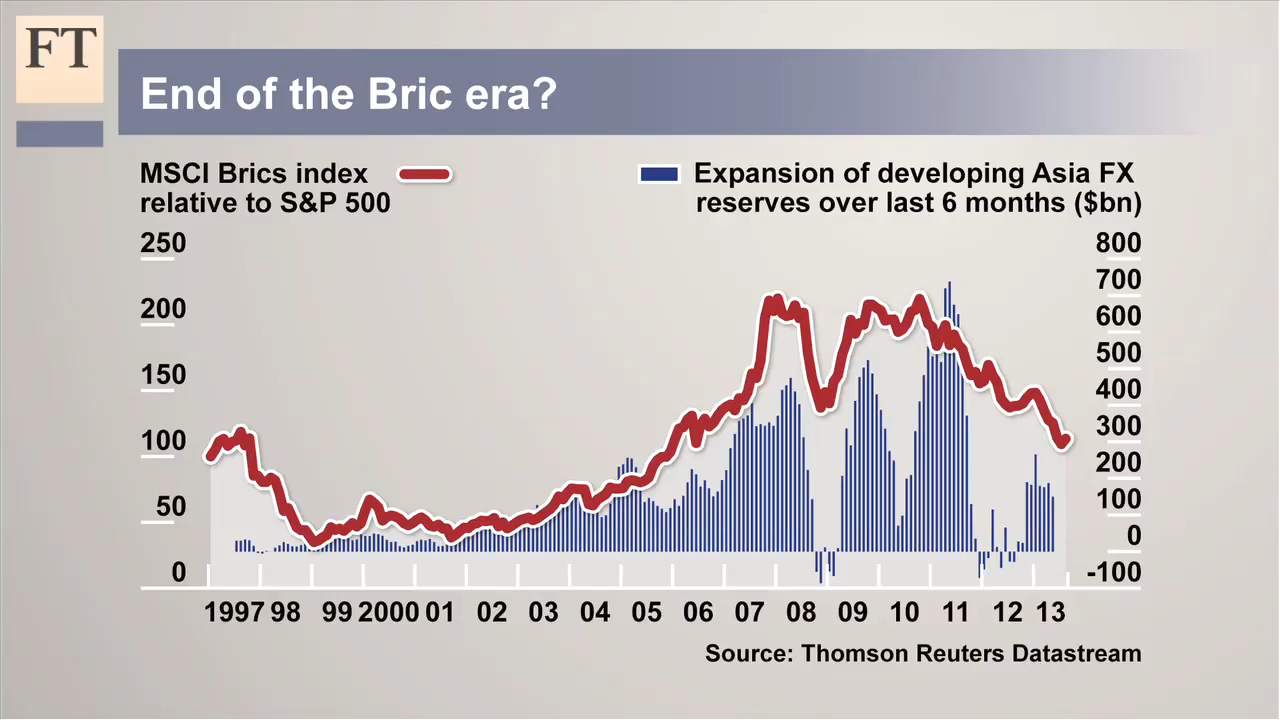 FT
End of the Bric era?
MSCI Brics index
relative to S&P 500
Expansion of developing Asia FX
reserves over last 6 months ($bn)
250
200
150
100
50
0
800
700
600
500
400
300
200
100
0
-100
1997 98 99 2000 01 02 03 04 05 06 07 08 09 10 11 12 13
Source: Thomson Reuters Datastream